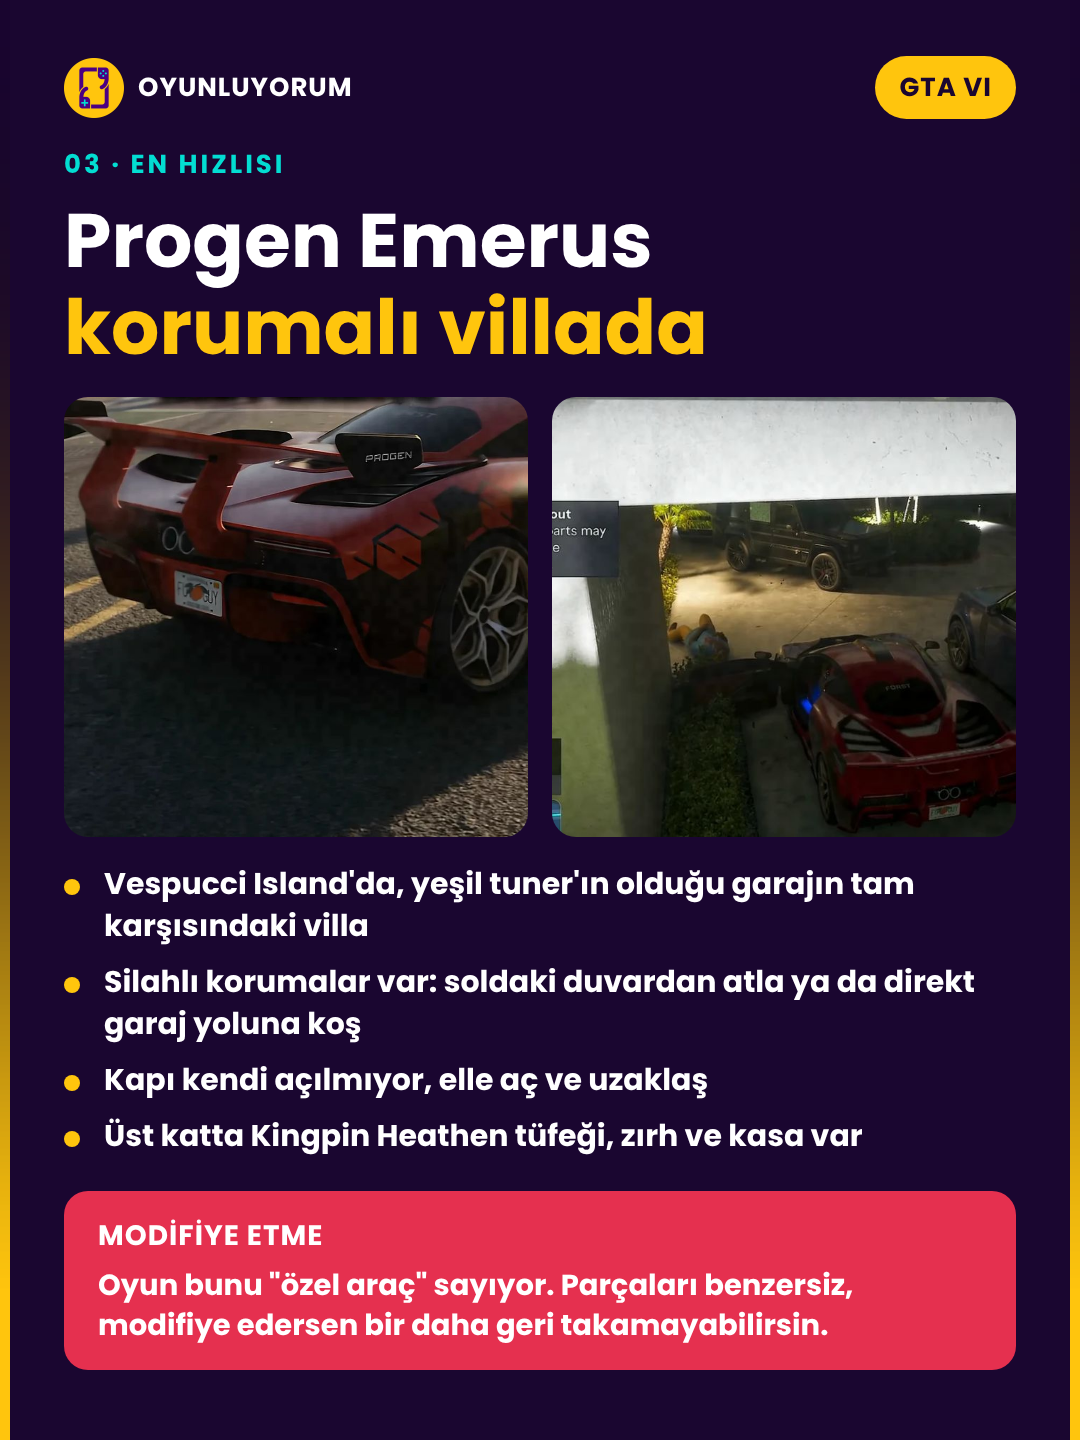 OYUNLUYORUM
GTA VI
03 · EN HIZLISI
Progen Emerus
korumalı villada
PROGEN
out
parts may
e
Vespucci Island'da, yeşil tuner'ın olduğu garajın tam
karşısındaki villa
Silahlı korumalar var: soldaki duvardan atla ya da direkt
garaj yoluna koş
Kapı kendi açılmıyor, elle aç ve uzaklaş
Üst katta Kingpin Heathen tüfeği, zırh ve kasa var
MODİFİYE ETME
Oyun bunu "özel araç" sayıyor. Parçaları benzersiz,
modifiye edersen bir daha geri takamayabilirsin.